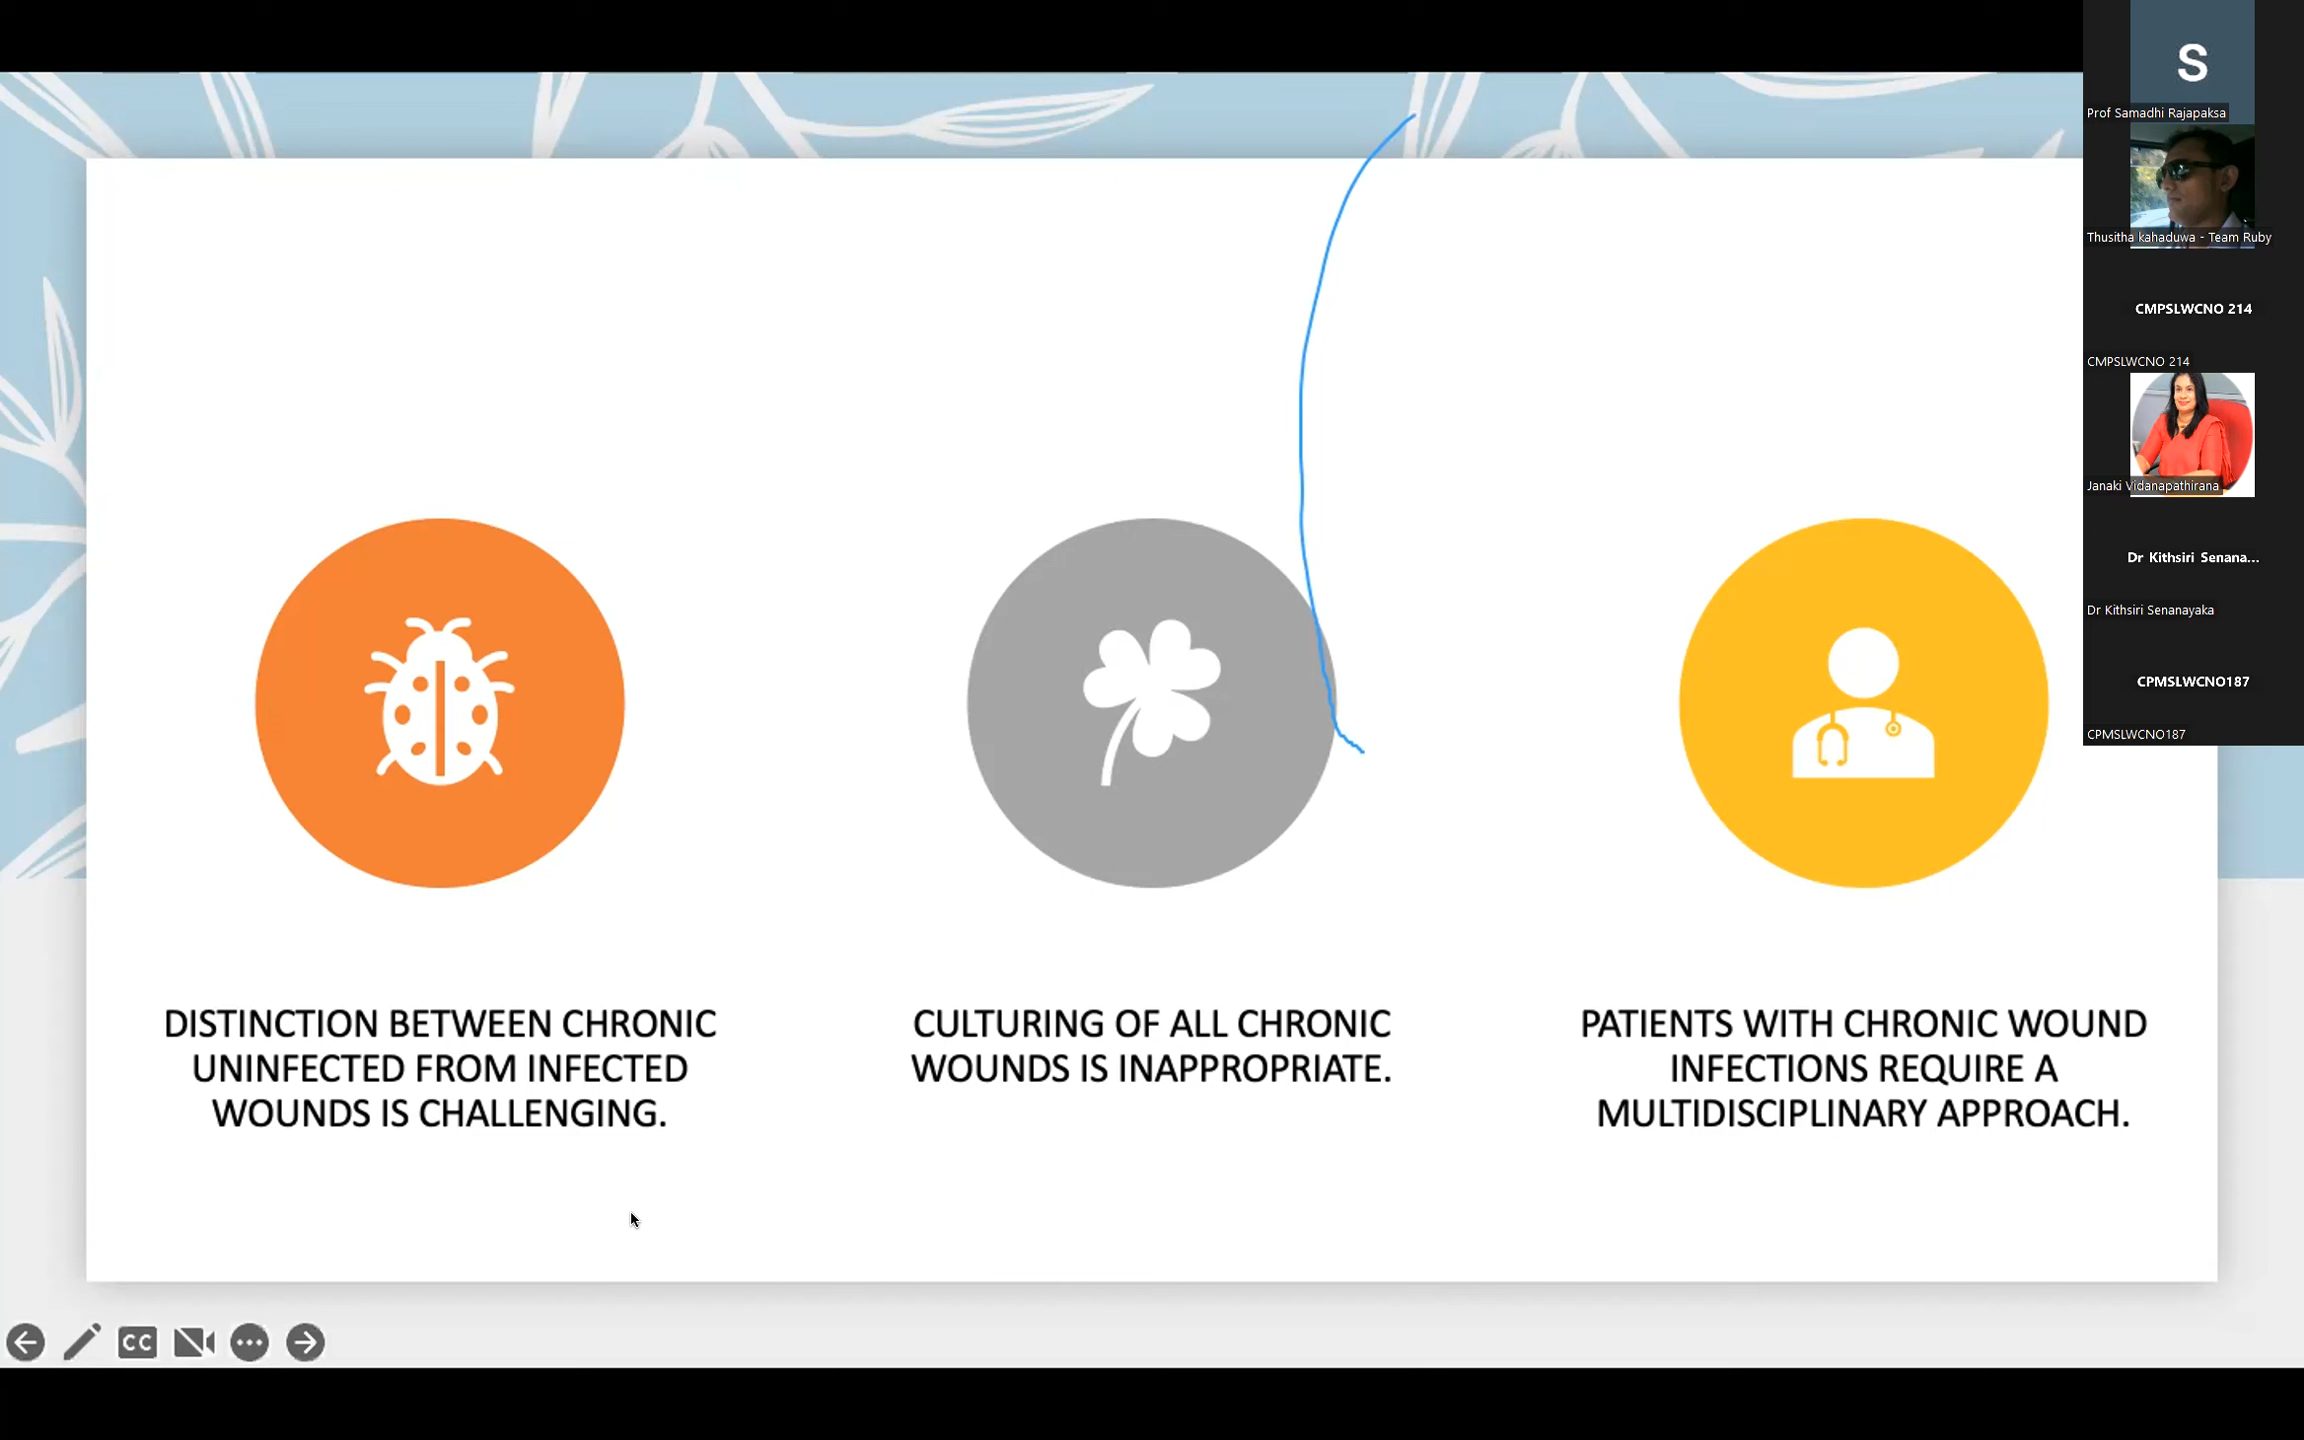 DISTINCTION BETWEEN CHRONIC
UNINFECTED FROM INFECTED
WOUNDS IS CHALLENGING.
CULTURING OF ALL CHRONIC
WOUNDS IS INAPPROPRIATE.
PATIENTS WITH CHRONIC WOUND
INFECTIONS REQUIRE A
MULTIDISCIPLINARY APPROACH.
S
Prof Samadhi Rajapaksa
Thusitha kahaduwa - Team Ruby
CMPSLWCNO 214
CMPSLWCNO 214
Janaki Vidanapathirana
Dr Kithsiri Senana...
Dr Kithsiri Senanayaka
CPMSLWCNO187
CPMSLWCNO187
CC